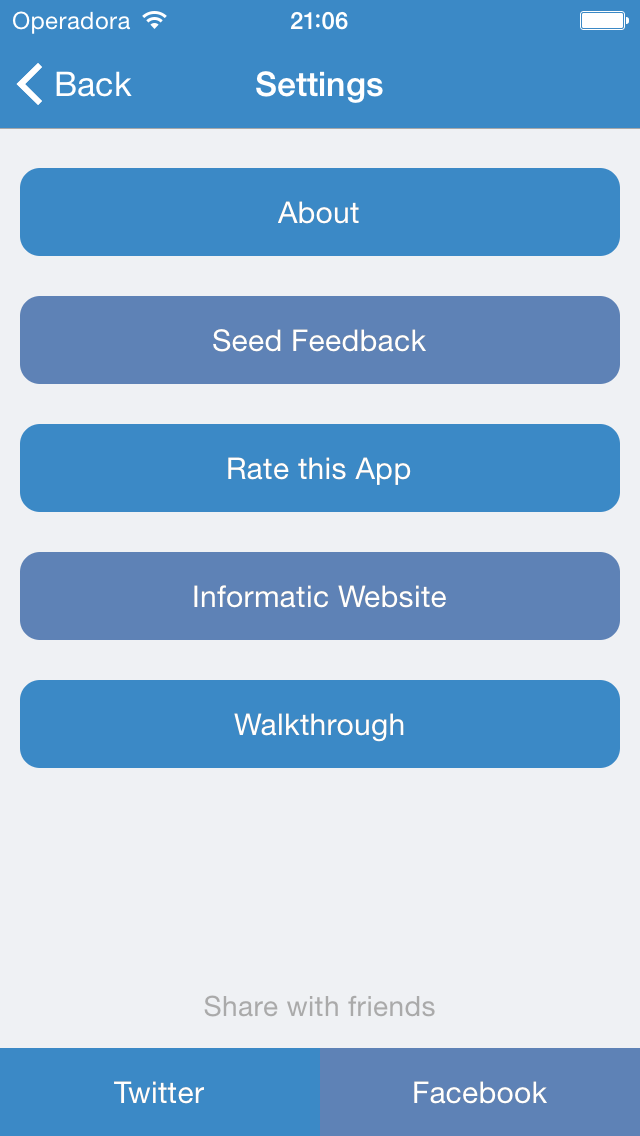 Operadora 21:06
Back Settings
About
Seed Feedback
Rate this App
Informatic Website
Walkthrough
Share with friends
Twitter Facebook